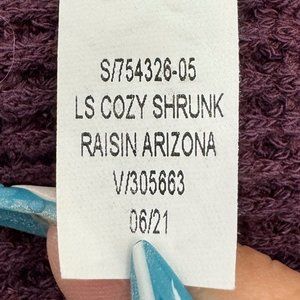 S/754326-05
LS COZY SHRUNK
RAISIN ARIZONA
V/305663
06/21